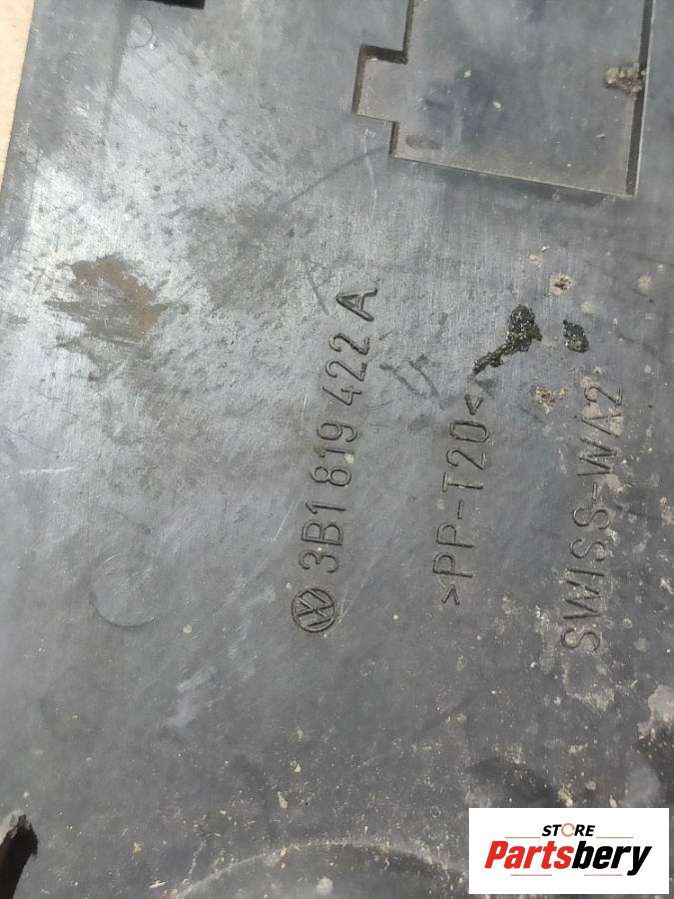 3B1 819 422 A
>PP-T20<
SWISS-WA2
STORE
Partsbery